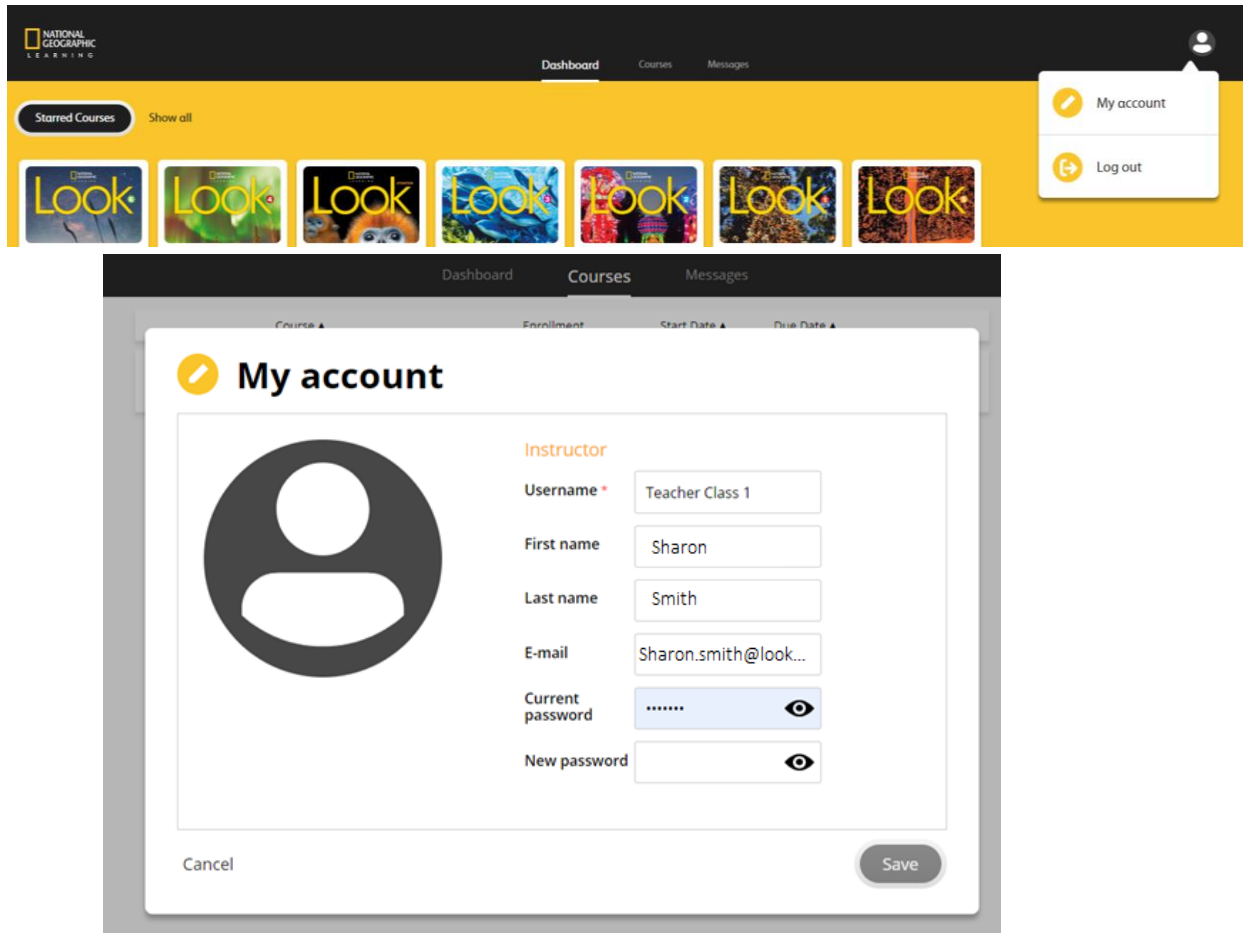 NATIONAL
GEOGRAPHIC
LEARNING
Dashboard Courses Messages
My account
Log out
Starred Courses Show all
Look Look Look Look Look Look Look
Dashboard Courses Messages
Course ▲ Enrollment Start Date ▲ Due Date ▲
My account
Instructor
Username * Teacher Class 1
First name Sharon
Last name Smith
E-mail Sharon.smith@look...
Current
password •••••••
New password
Cancel Save